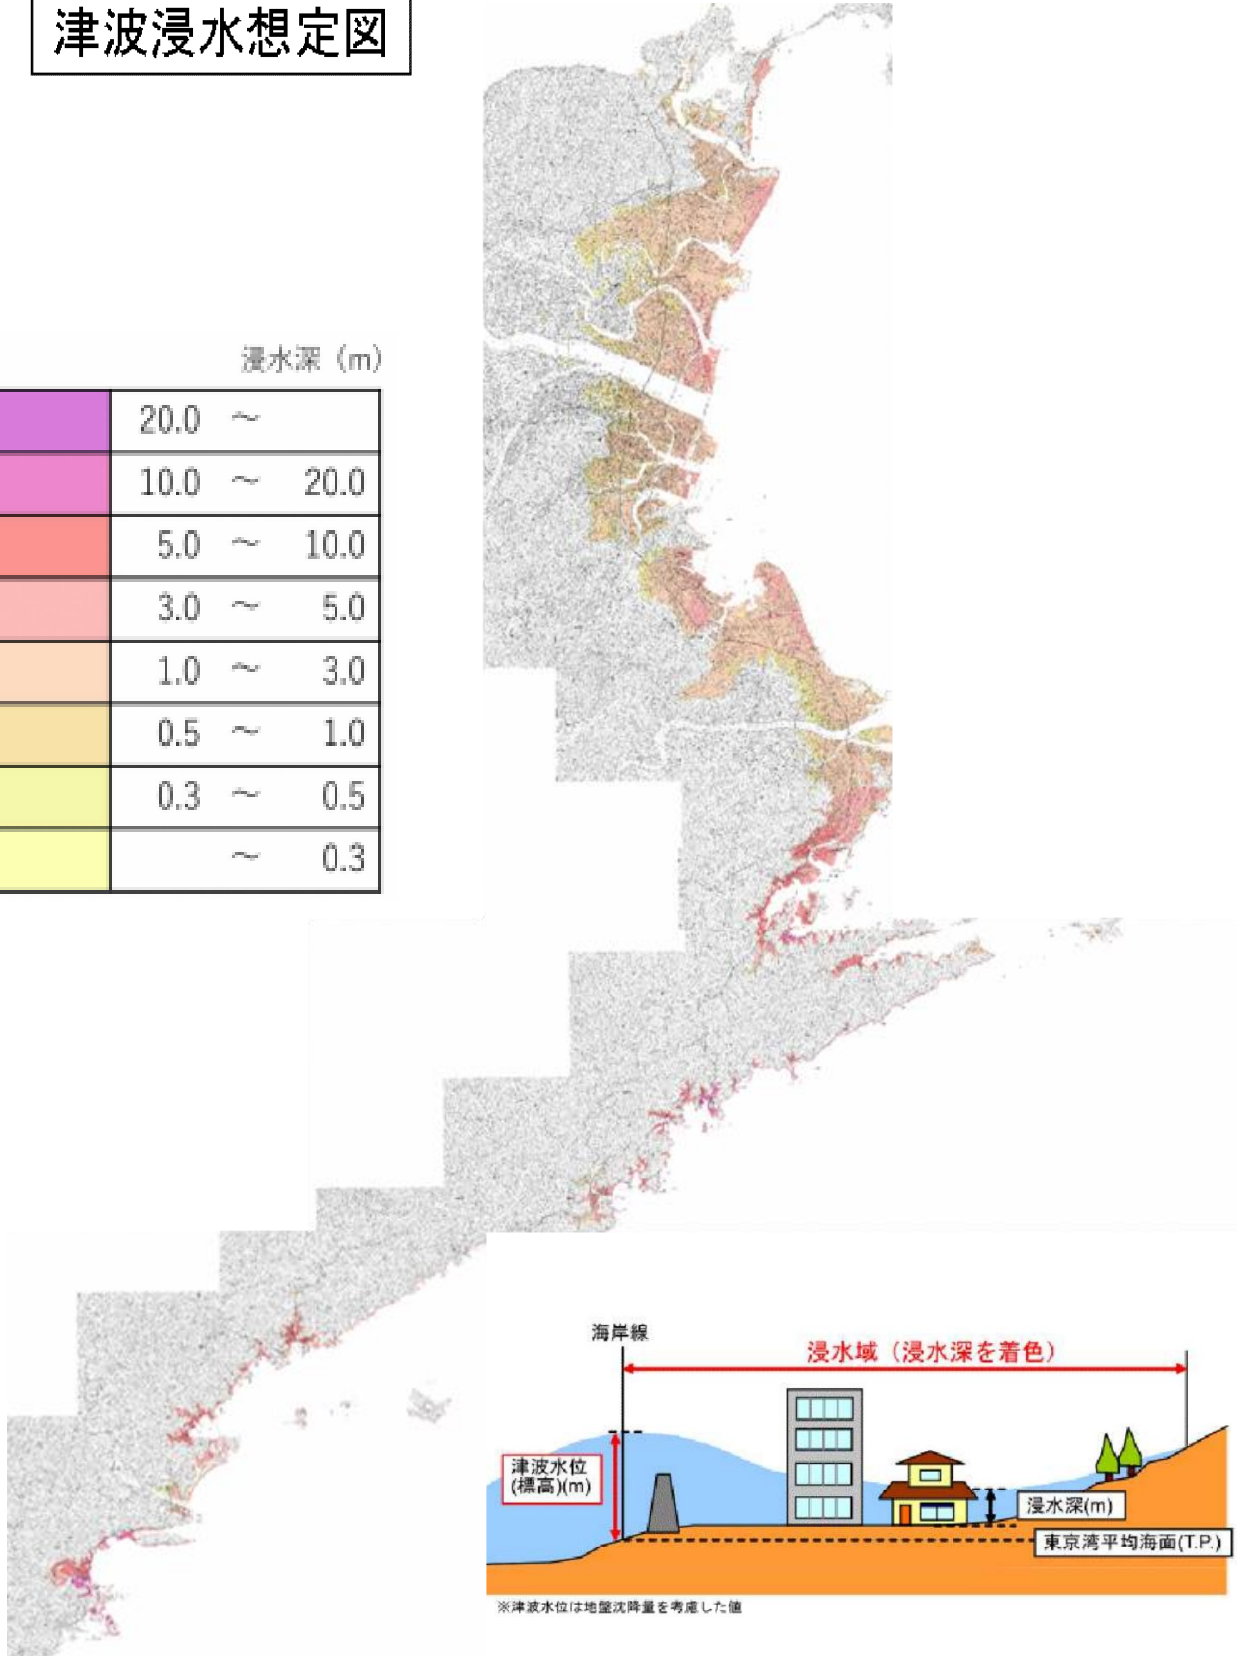 津波浸水想定図
浸水深（m）
20.0 ～
10.0 ～ 20.0
5.0 ～ 10.0
3.0 ～ 5.0
1.0 ～ 3.0
0.5 ～ 1.0
0.3 ～ 0.5
～ 0.3
海岸線
浸水域（浸水深を着色）
津波水位
(標高)(m)
浸水深(m)
東京湾平均海面(T.P.)
※津波水位は地盤沈降量を考慮した値